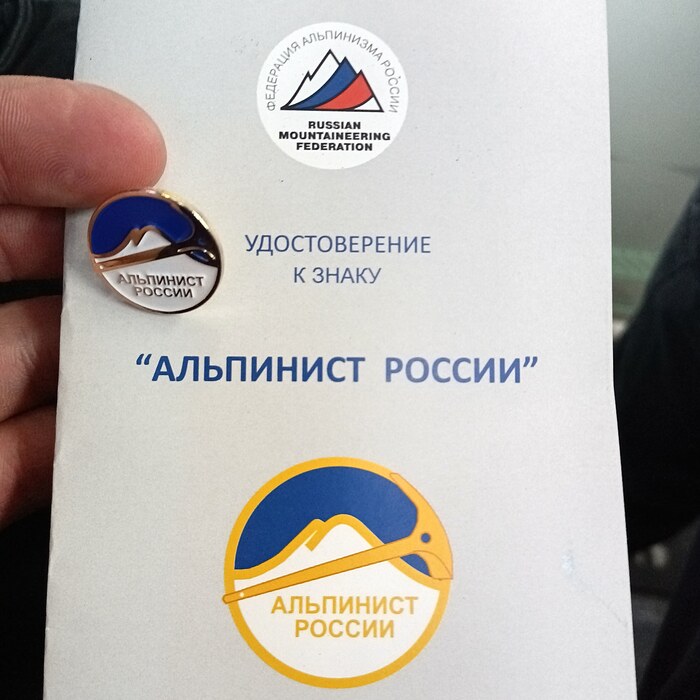 ФЕДЕРАЦИЯ АЛЬПИНИЗМА РОССИИ
RUSSIAN
MOUNTAINEERING
FEDERATION
УДОСТОВЕРЕНИЕ
К ЗНАКУ
АЛЬПИНИСТ
РОССИИ
“АЛЬПИНИСТ РОССИИ”
АЛЬПИНИСТ
РОССИИ